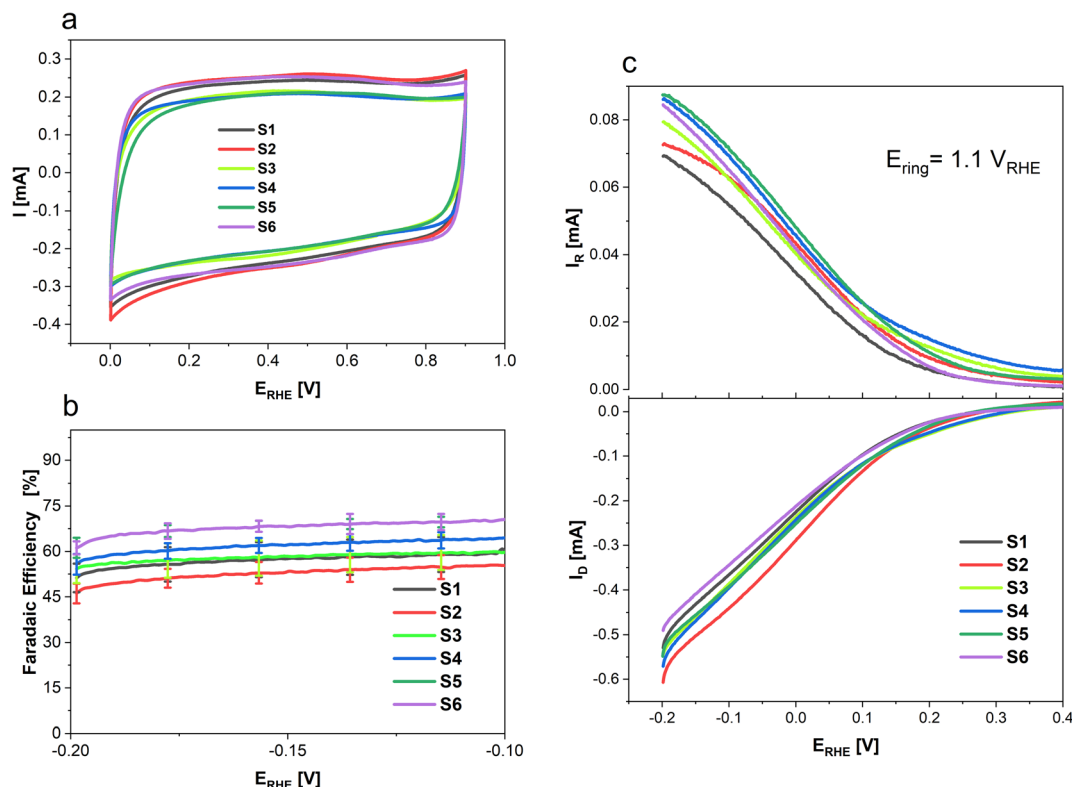 a
0.3
0.2
0.1
0.0
-0.1
-0.2
-0.3
-0.4
I [mA]
S1
S2
S3
S4
S5
S6
0.0 0.2 0.4 0.6 0.8 1.0
E_RHE [V]
b
90
75
60
45
30
15
0
Faradaic Efficiency [%]
S1
S2
S3
S4
S5
S6
-0.20 -0.15 -0.10
E_RHE [V]
c
0.08
0.06
0.04
0.02
0.00
I_R [mA]
E_ring= 1.1 V_RHE
0.0
-0.1
-0.2
-0.3
-0.4
-0.5
-0.6
I_D [mA]
S1
S2
S3
S4
S5
S6
-0.2 -0.1 0.0 0.1 0.2 0.3 0.4
E_RHE [V]